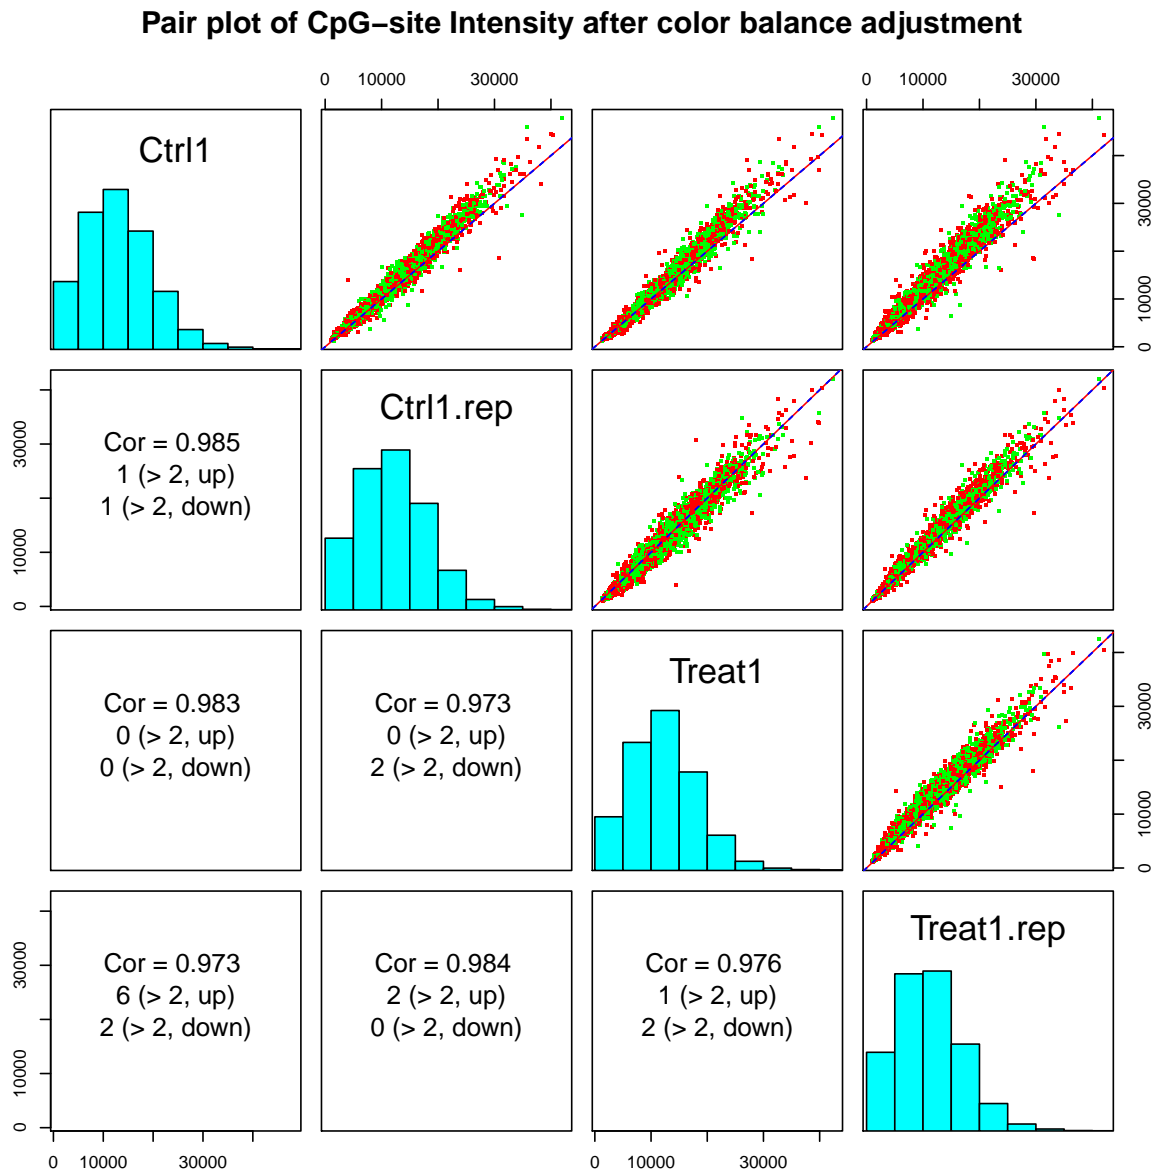 Pair plot of CpG−site Intensity after color balance adjustment
0 10000 30000 0 10000 30000
Ctrl1
0 10000 30000
Cor = 0.985
1 (> 2, up)
1 (> 2, down)
Ctrl1.rep
0 10000 30000
Cor = 0.983
0 (> 2, up)
0 (> 2, down)
Cor = 0.973
0 (> 2, up)
2 (> 2, down)
Treat1
0 10000 30000
Cor = 0.973
6 (> 2, up)
2 (> 2, down)
Cor = 0.984
2 (> 2, up)
0 (> 2, down)
Cor = 0.976
1 (> 2, up)
2 (> 2, down)
Treat1.rep
0 10000 30000
0 10000 30000 0 10000 30000